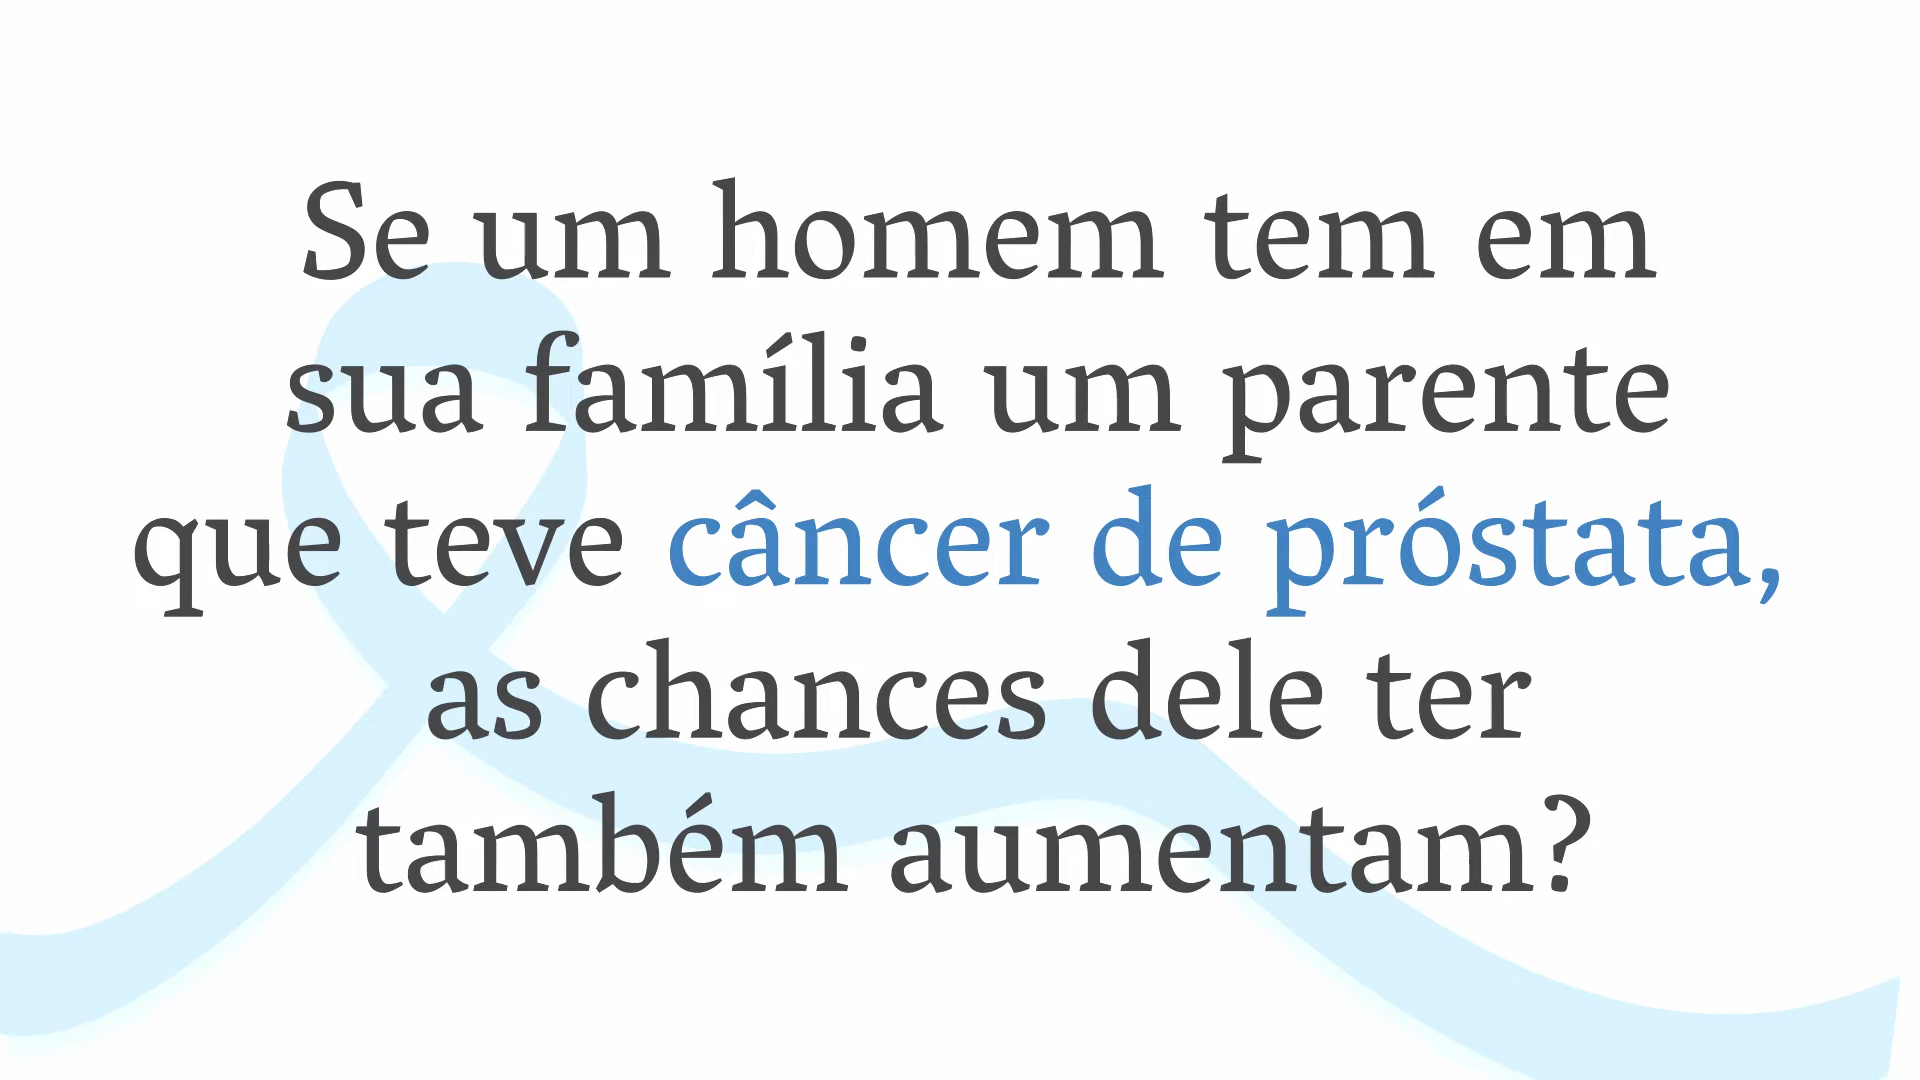 Se um homem tem em
sua família um parente
que teve câncer de próstata,
as chances dele ter
também aumentam?